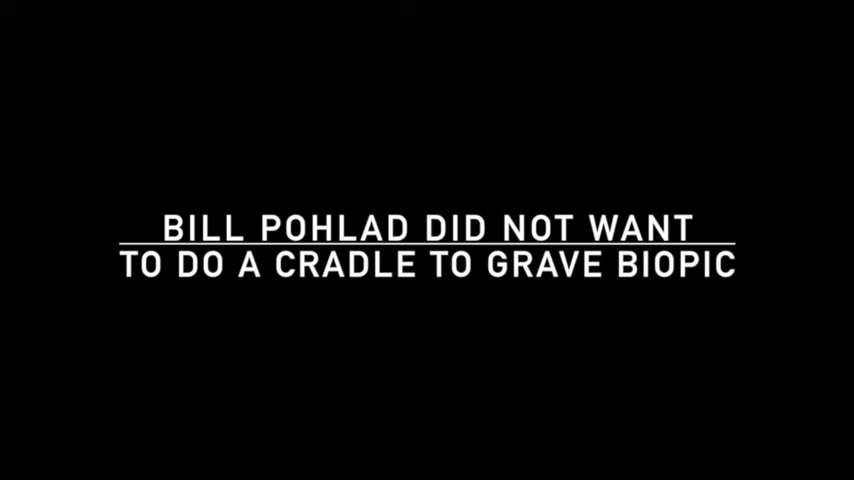 BILL POHLAD DID NOT WANT
TO DO A CRADLE TO GRAVE BIOPIC